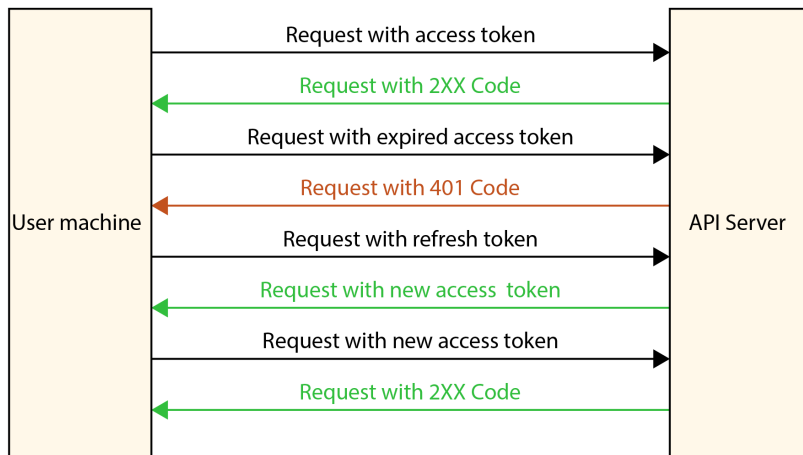 Request with access token
Request with 2XX Code
Request with expired access token
Request with 401 Code
User machine
API Server
Request with refresh token
Request with new access  token
Request with new access token
Request with 2XX Code